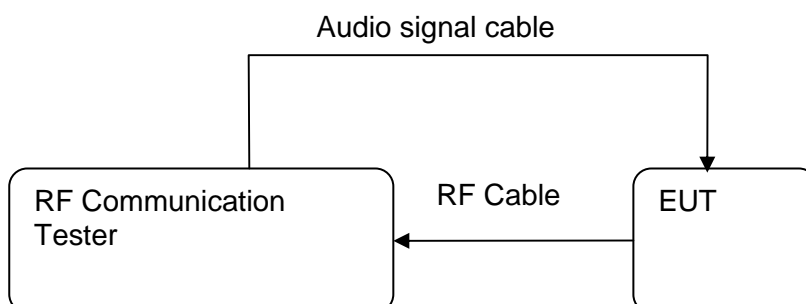 Audio signal cable
RF Communication
Tester
RF Cable
EUT